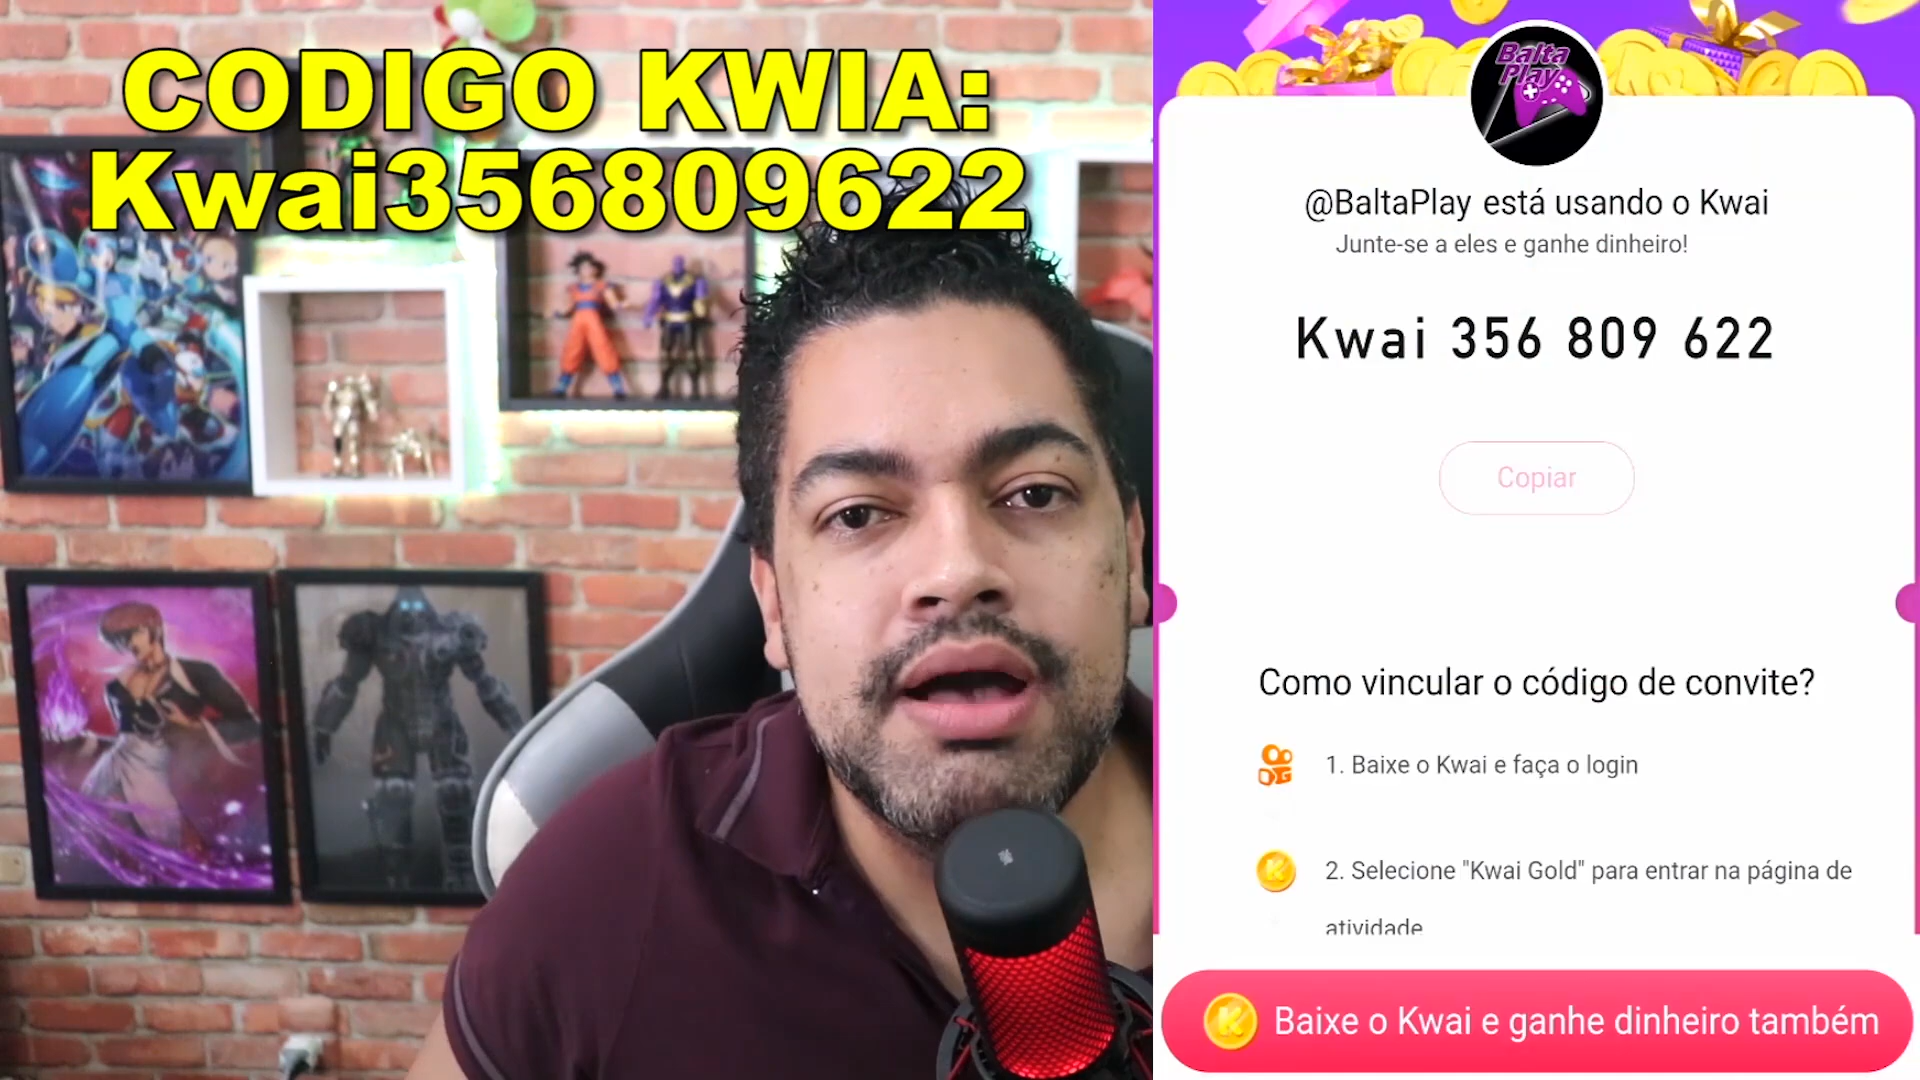 CODIGO KWIA:
Kwai356809622
Balta
Play
@BaltaPlay está usando o Kwai
Junte-se a eles e ganhe dinheiro!
Kwai 356 809 622
Copiar
Como vincular o código de convite?
1. Baixe o Kwai e faça o login
2. Selecione "Kwai Gold" para entrar na página de
atividade
Baixe o Kwai e ganhe dinheiro também